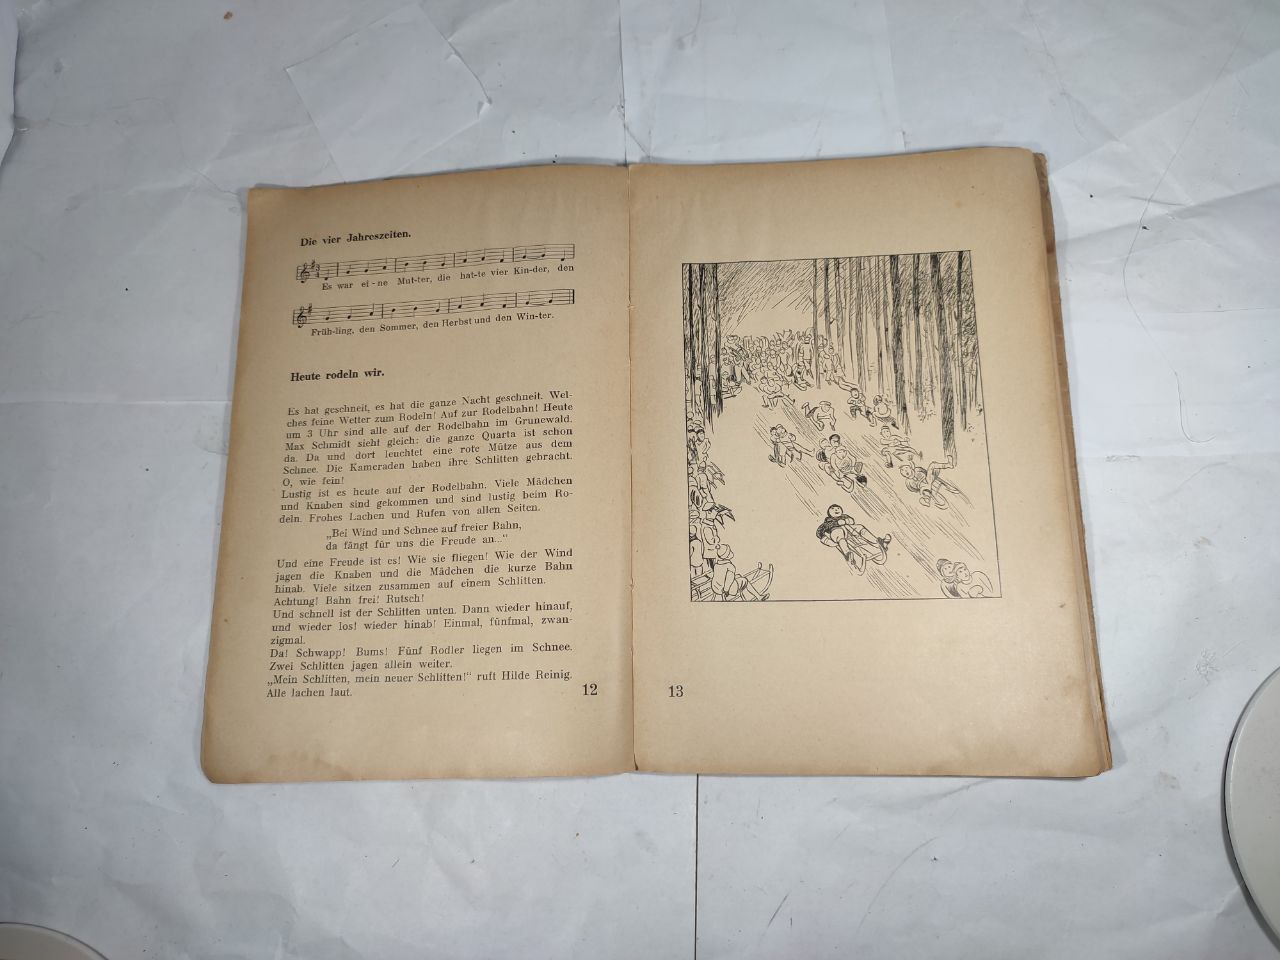 Die vier Jahreszeiten.
Es war ei-ne Mut-ter, die hat-te vier Kin-der, den
Früh-ling, den Sommer, den Herbst und den Win-ter.
Heute rodeln wir.
Es hat geschneit, es hat die ganze Nacht geschneit. Wel-
ches feine Wetter zum Rodeln! Auf zur Rodelbahn! Heute
um 3 Uhr sind alle auf der Rodelbahn im Grunewald.
Max Schmidt sieht gleich: die ganze Quarta ist schon
da. Da und dort leuchtet eine rote Mütze aus dem
Schnee. Die Kameraden haben ihre Schlitten gebracht.
O, wie fein!
Lustig ist es heute auf der Rodelbahn. Viele Mädchen
und Knaben sind gekommen und sind lustig beim Ro-
deln. Frohes Lachen und Rufen von allen Seiten.
„Bei Wind und Schnee auf freier Bahn,
da fängt für uns die Freude an...“
Und eine Freude ist es! Wie sie fliegen! Wie der Wind
jagen die Knaben und die Mädchen die kurze Bahn
hinab. Viele sitzen zusammen auf einem Schlitten.
Achtung! Bahn frei! Rutsch!
Und schnell ist der Schlitten unten. Dann wieder hinauf,
und wieder los! wieder hinab! Einmal, fünfmal, zwan-
zigmal.
Da! Schwapp! Bums! Fünf Rodler liegen im Schnee.
Zwei Schlitten jagen allein weiter.
„Mein Schlitten, mein neuer Schlitten!“ ruft Hilde Reinig.
Alle lachen laut.
12
13